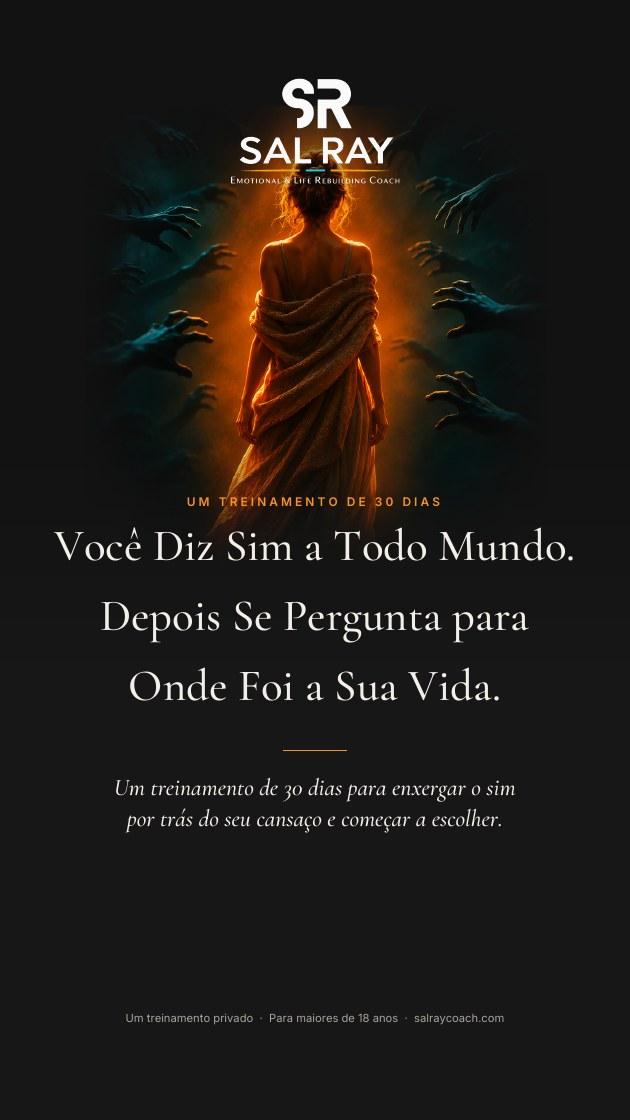 SR
SAL RAY
Emotional & Life Rebuilding Coach
UM TREINAMENTO DE 30 DIAS
Você Diz Sim a Todo Mundo.
Depois Se Pergunta para
Onde Foi a Sua Vida.
Um treinamento de 30 dias para enxergar o sim
por trás do seu cansaço e começar a escolher.
Um treinamento privado · Para maiores de 18 anos · salraycoach.com